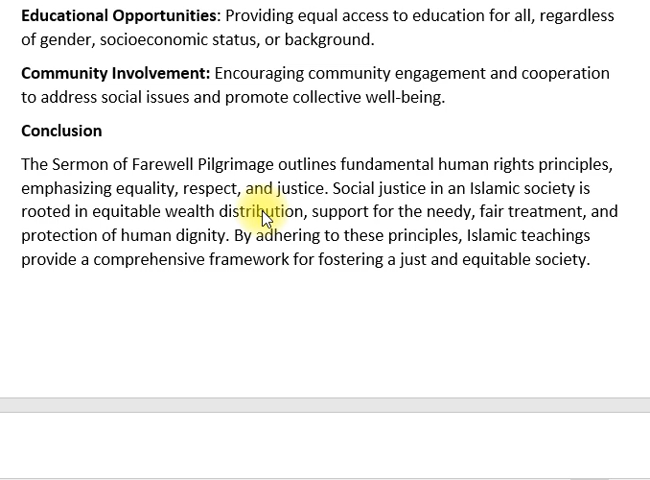 Educational Opportunities: Providing equal access to education for all, regardless
of gender, socioeconomic status, or background.
Community Involvement: Encouraging community engagement and cooperation
to address social issues and promote collective well-being.
Conclusion
The Sermon of Farewell Pilgrimage outlines fundamental human rights principles,
emphasizing equality, respect, and justice. Social justice in an Islamic society is
rooted in equitable wealth distribution, support for the needy, fair treatment, and
protection of human dignity. By adhering to these principles, Islamic teachings
provide a comprehensive framework for fostering a just and equitable society.